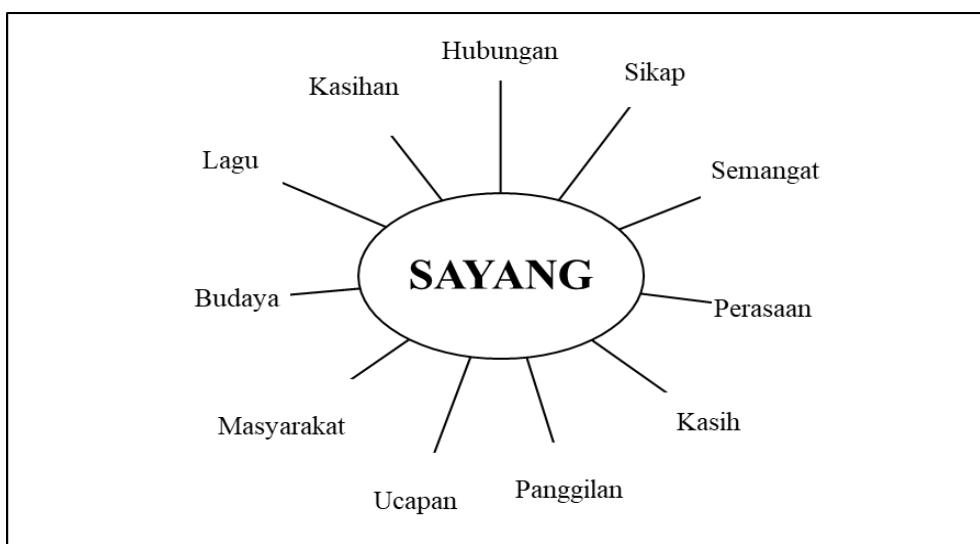 Hubungan
Sikap
Kasihan
Lagu
Semangat
SAYANG
Budaya
Perasaan
Masyarakat
Kasih
Ucapan
Panggilan